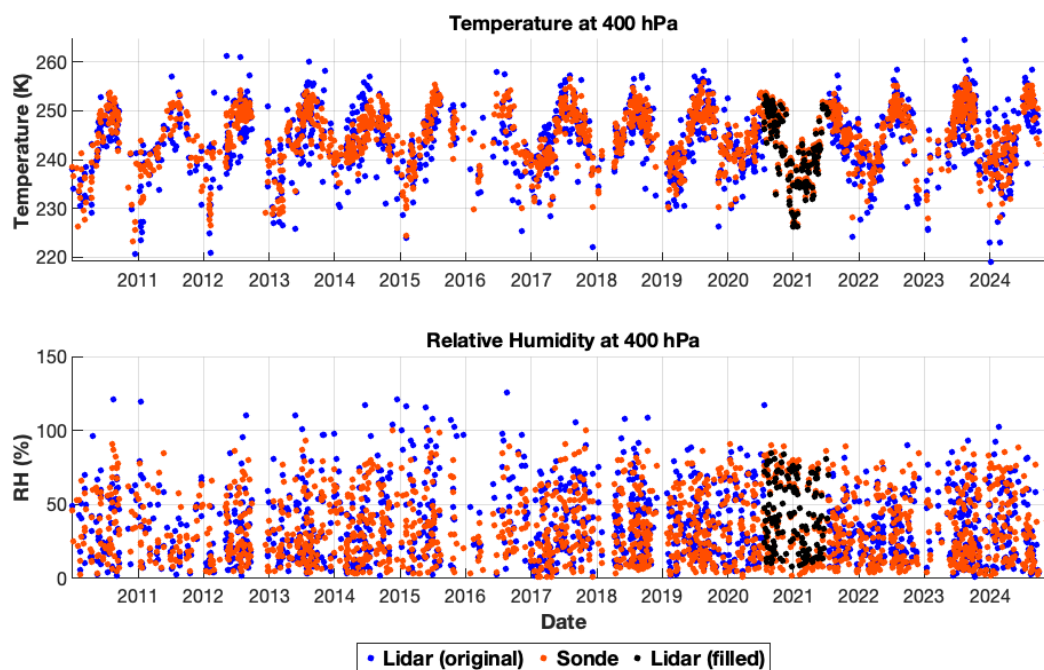 Temperature at 400 hPa
Temperature (K)
260
250
240
230
220
2011 2012 2013 2014 2015 2016 2017 2018 2019 2020 2021 2022 2023 2024
Relative Humidity at 400 hPa
RH (%)
150
100
50
0
2011 2012 2013 2014 2015 2016 2017 2018 2019 2020 2021 2022 2023 2024
Date
Lidar (original) Sonde Lidar (filled)